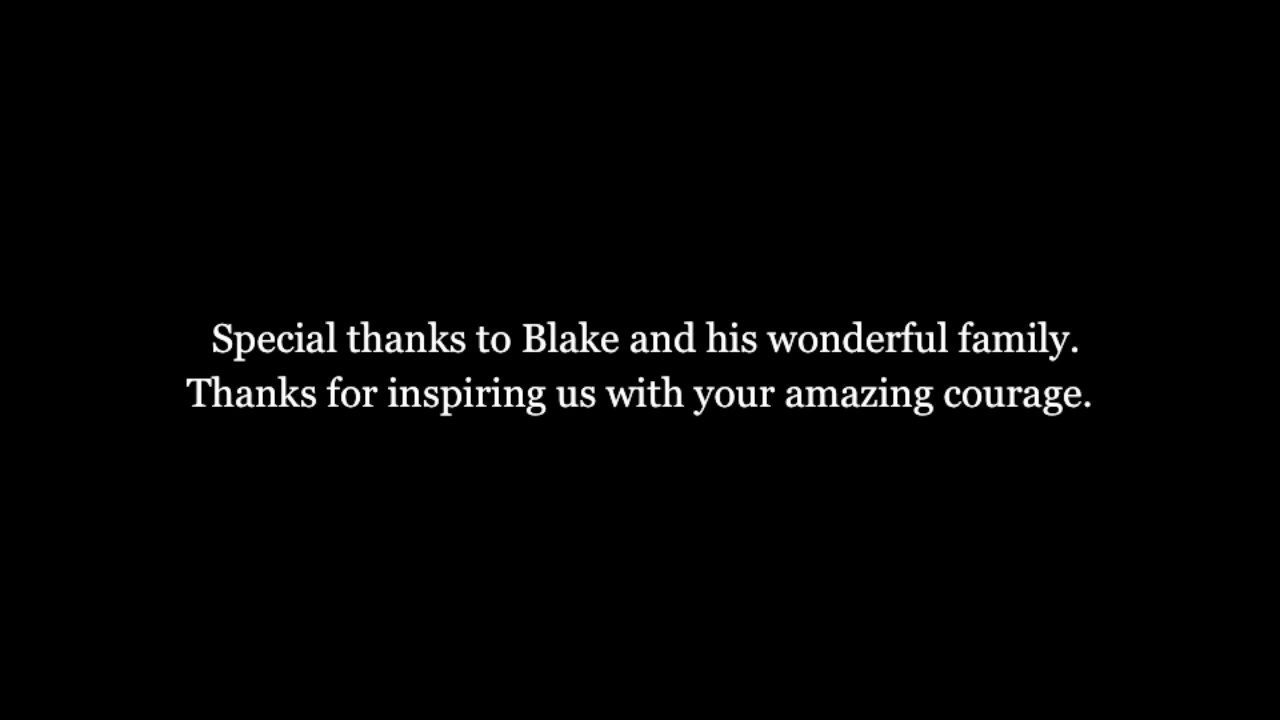 Special thanks to Blake and his wonderful family.
Thanks for inspiring us with your amazing courage.